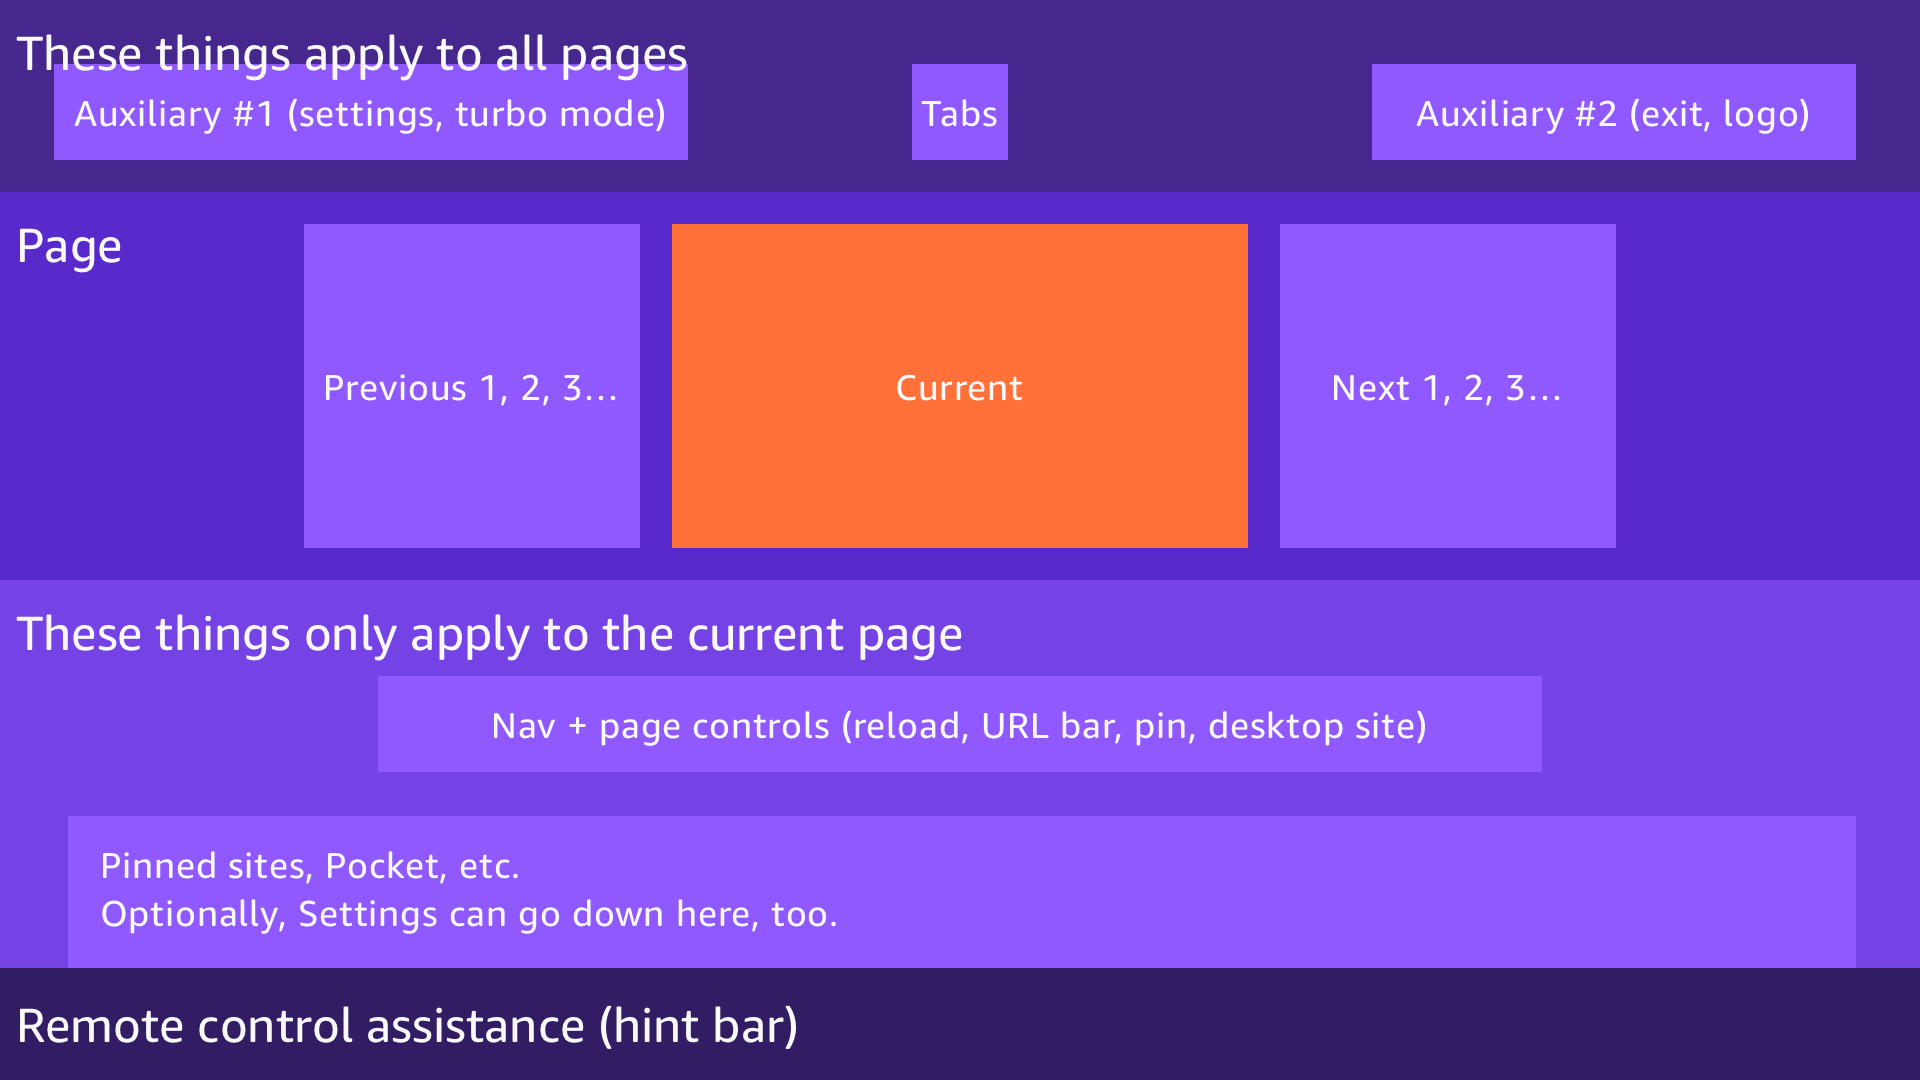 These things apply to all pages
Auxiliary #1 (settings, turbo mode)
Tabs
Auxiliary #2 (exit, logo)
Page
Previous 1, 2, 3...
Current
Next 1, 2, 3...
These things only apply to the current page
Nav + page controls (reload, URL bar, pin, desktop site)
Pinned sites, Pocket, etc.
Optionally, Settings can go down here, too.
Remote control assistance (hint bar)